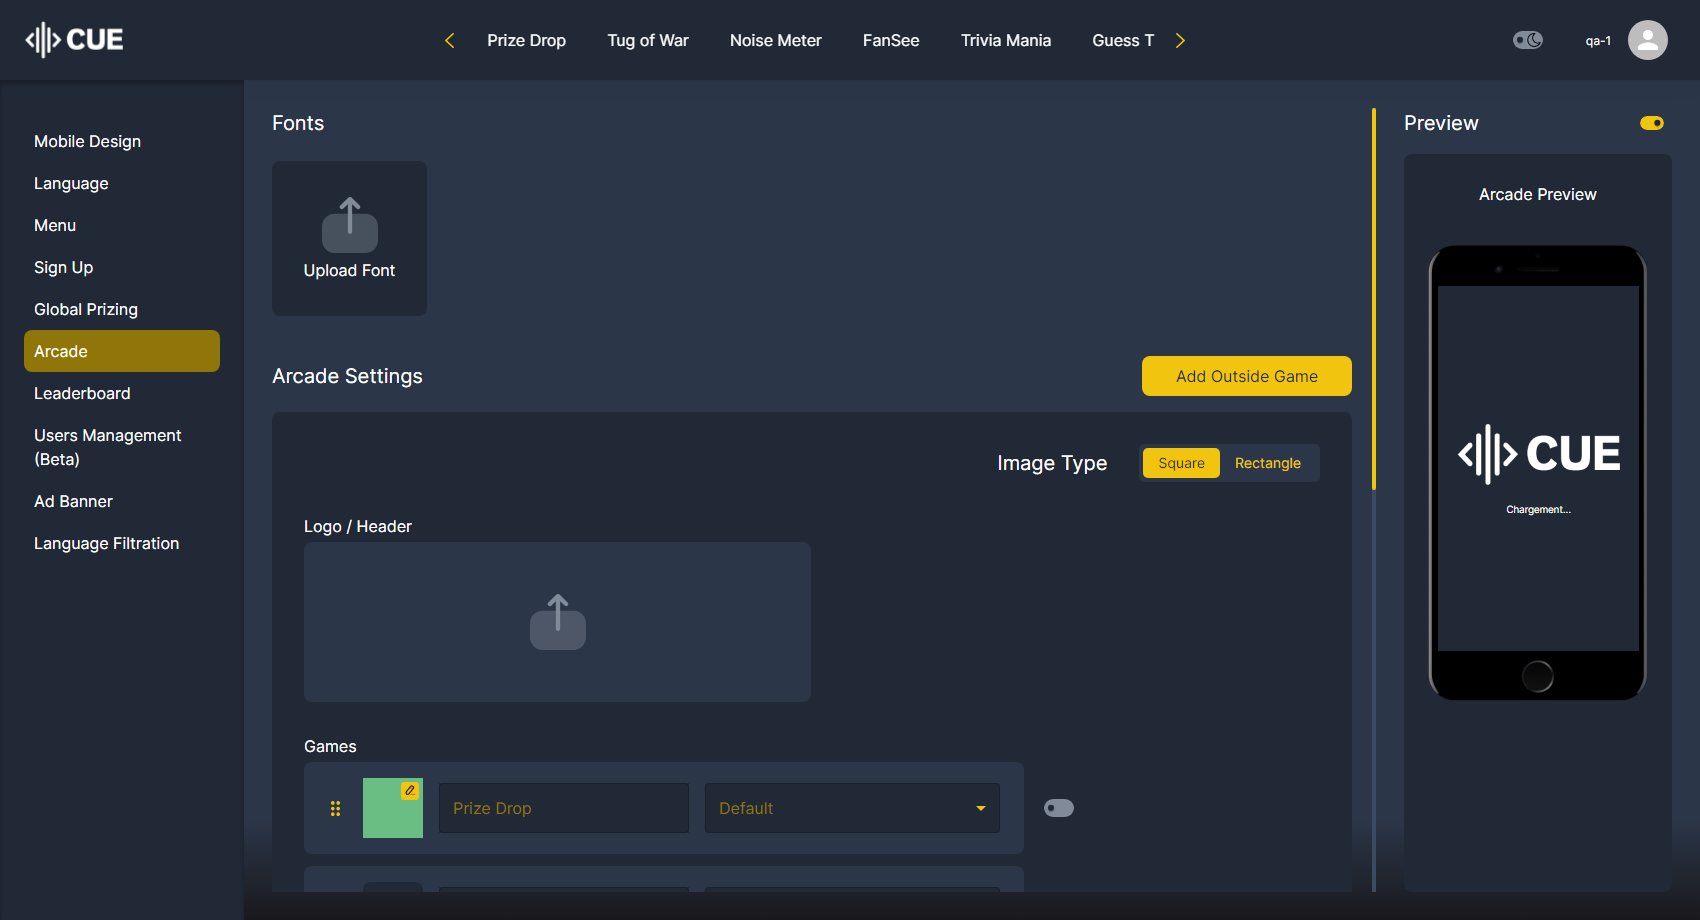 CUE
Prize Drop
Tug of War
Noise Meter
FanSee
Trivia Mania
Guess T
qa-1
Mobile Design
Language
Menu
Sign Up
Global Prizing
Arcade
Leaderboard
Users Management
(Beta)
Ad Banner
Language Filtration
Fonts
Upload Font
Arcade Settings
Add Outside Game
Image Type
Square
Rectangle
Logo / Header
Games
Prize Drop
Default
Preview
Arcade Preview
CUE
Chargement...